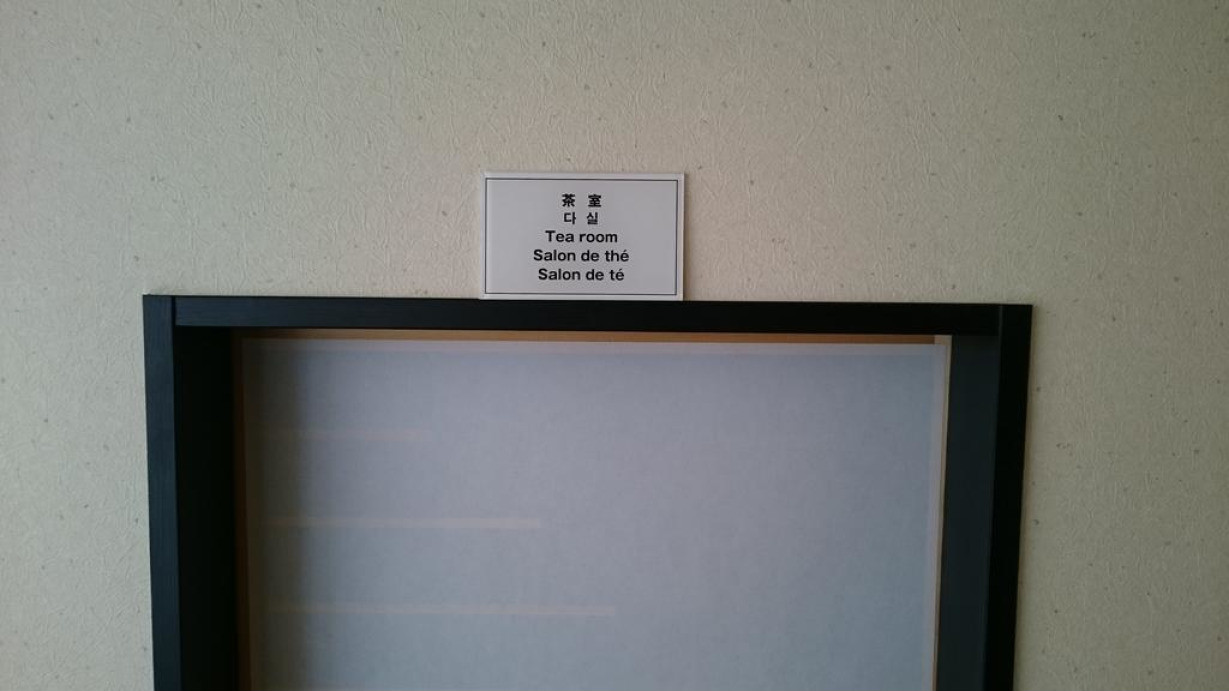 茶 室
다 실
Tea room
Salon de thé
Salon de té